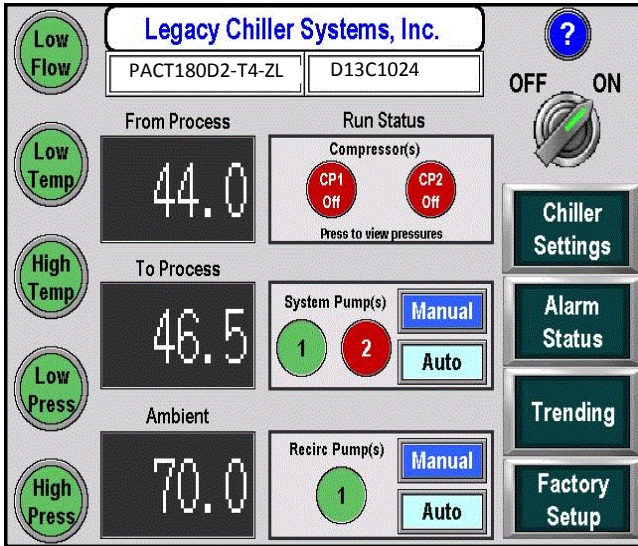 Low
Flow
Legacy Chiller Systems, Inc.
?
PACT180D2-T4-ZL
D13C1024
OFF
ON
From Process
Run Status
Low
Temp
44.0
Compressor(s)
CP1
Off
CP2
Off
Press to view pressures
Chiller
Settings
High
Temp
To Process
46.5
System Pump(s)
1
2
Manual
Auto
Alarm
Status
Low
Press
Ambient
Trending
High
Press
70.0
Recirc Pump(s)
1
Manual
Auto
Factory
Setup